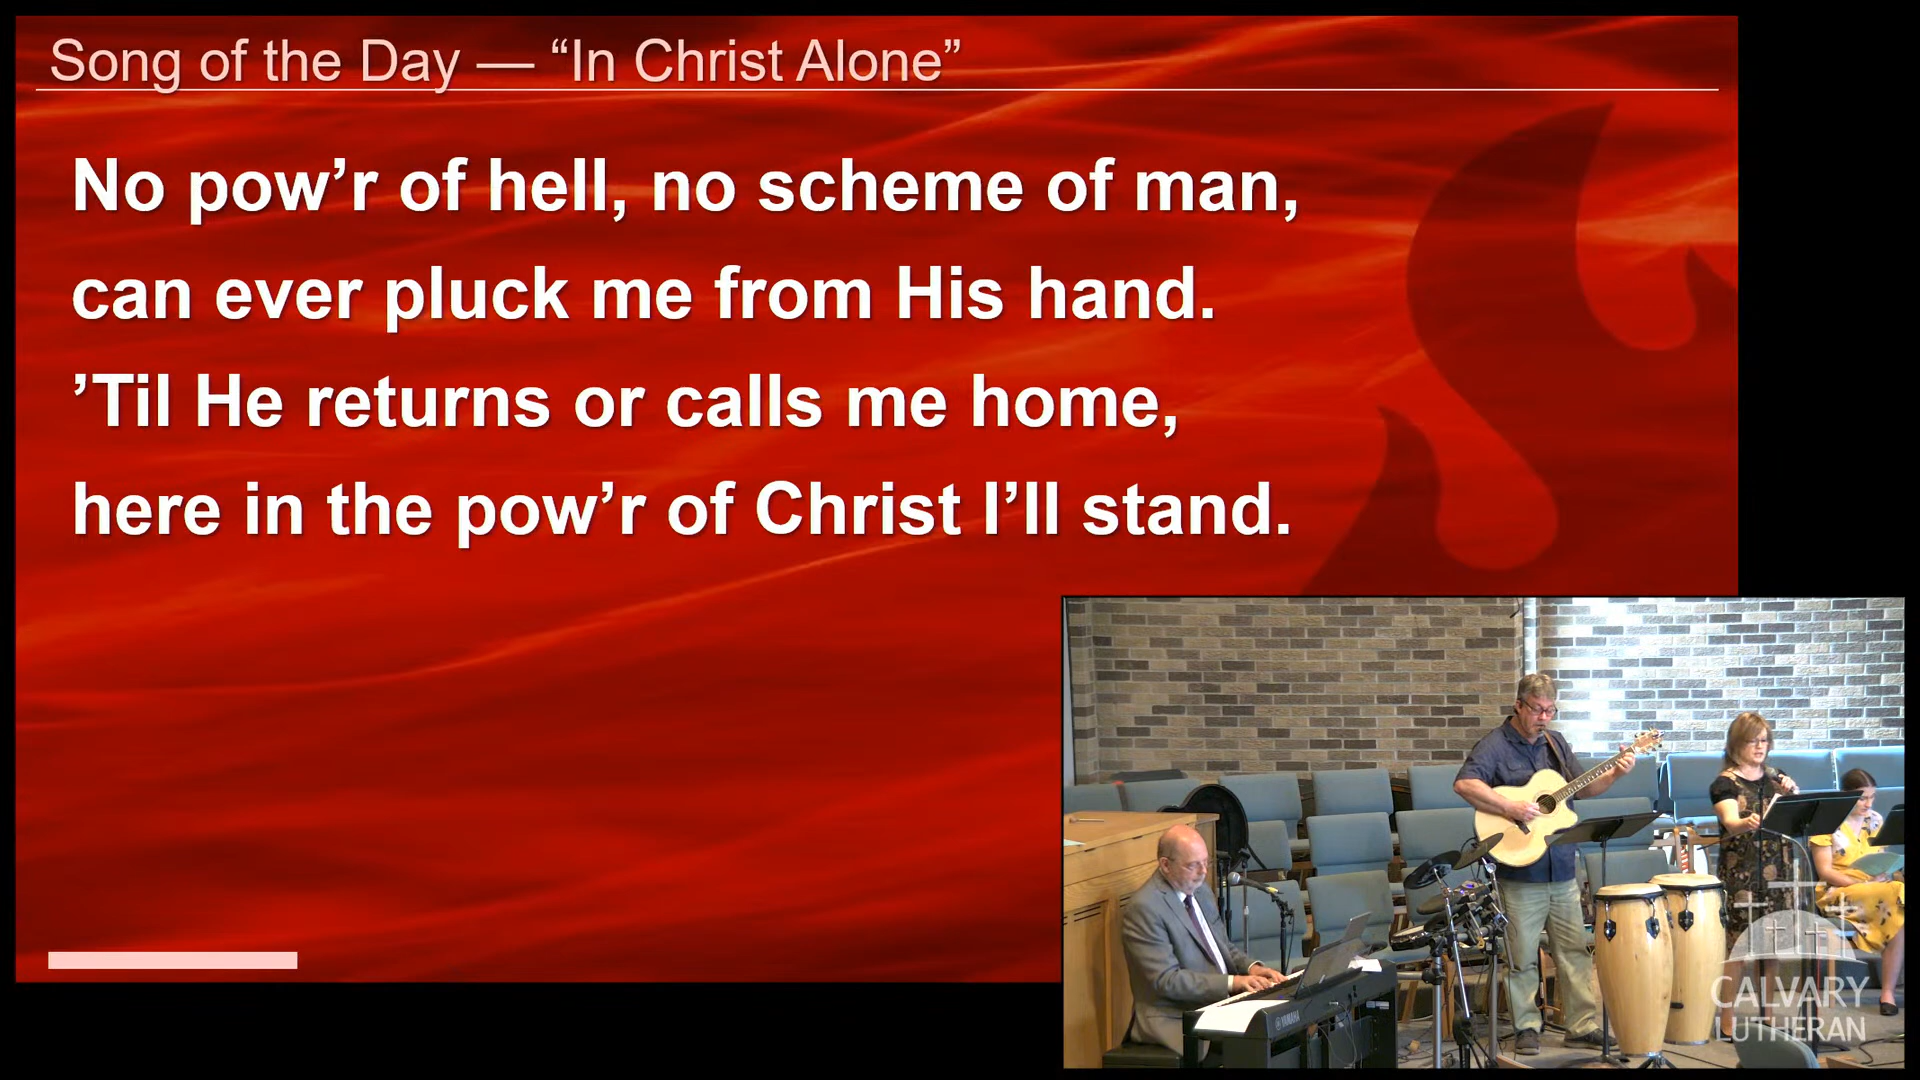 Song of the Day — “In Christ Alone”
No pow’r of hell, no scheme of man,
can ever pluck me from His hand.
’Til He returns or calls me home,
here in the pow’r of Christ I’ll stand.
YAMAHA
CALVARY
LUTHERAN